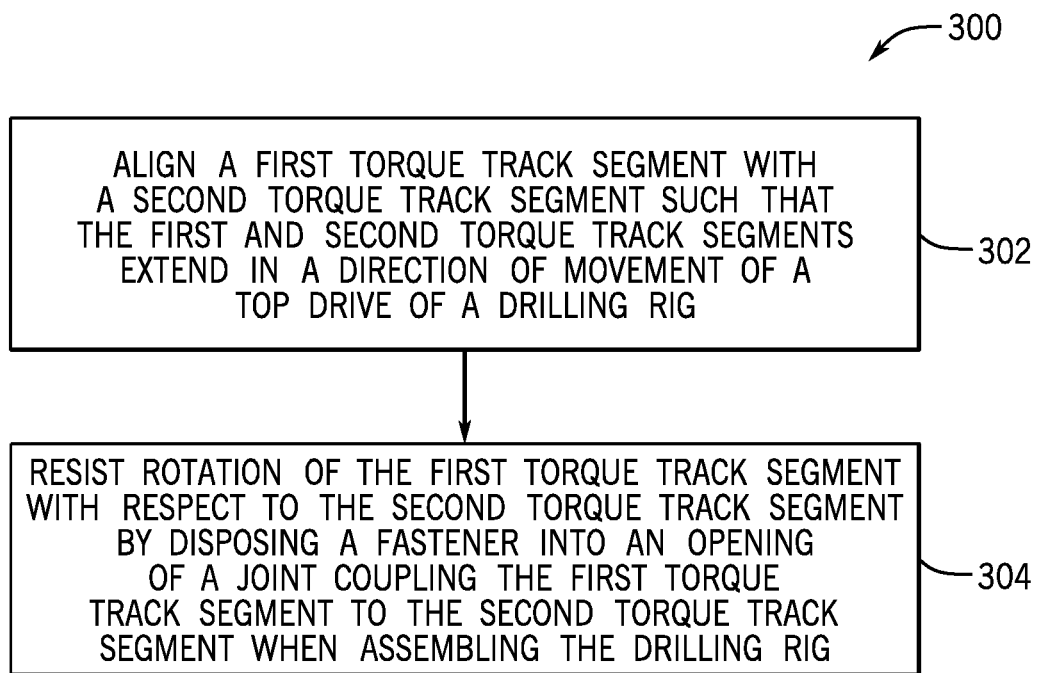 300
ALIGN A FIRST TORQUE TRACK SEGMENT WITH
A SECOND TORQUE TRACK SEGMENT SUCH THAT
THE FIRST AND SECOND TORQUE TRACK SEGMENTS
EXTEND IN A DIRECTION OF MOVEMENT OF A
TOP DRIVE OF A DRILLING RIG
302
RESIST ROTATION OF THE FIRST TORQUE TRACK SEGMENT
WITH RESPECT TO THE SECOND TORQUE TRACK SEGMENT
BY DISPOSING A FASTENER INTO AN OPENING
OF A JOINT COUPLING THE FIRST TORQUE
TRACK SEGMENT TO THE SECOND TORQUE TRACK
SEGMENT WHEN ASSEMBLING THE DRILLING RIG
304